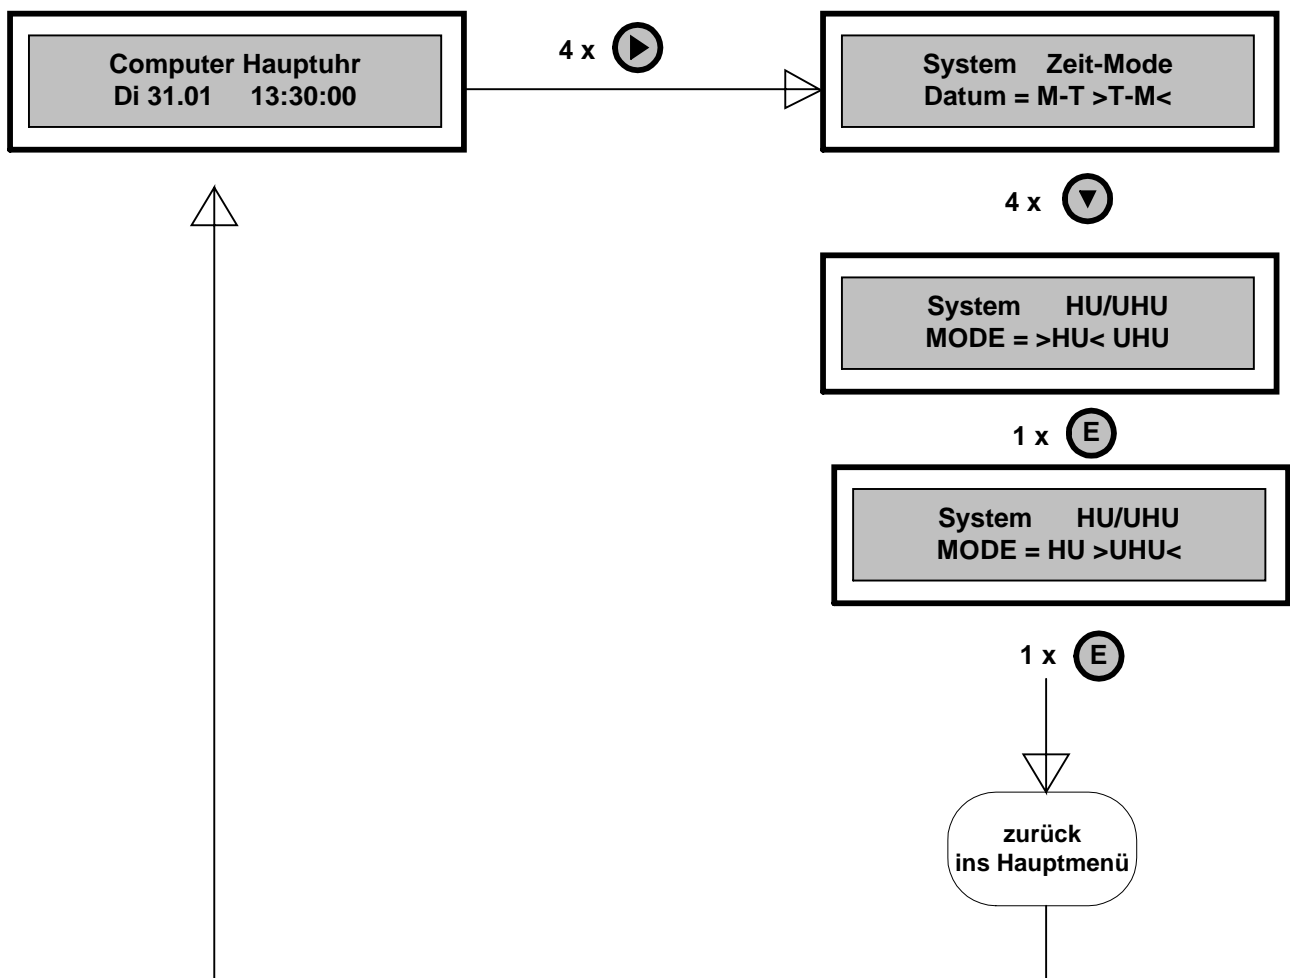 Computer Hauptuhr
Di 31.01 13:30:00
4 x
System Zeit-Mode
Datum = M-T >T-M<
4 x
System HU/UHU
MODE = >HU< UHU
1 x E
System HU/UHU
MODE = HU >UHU<
1 x E
zurück
ins Hauptmenü